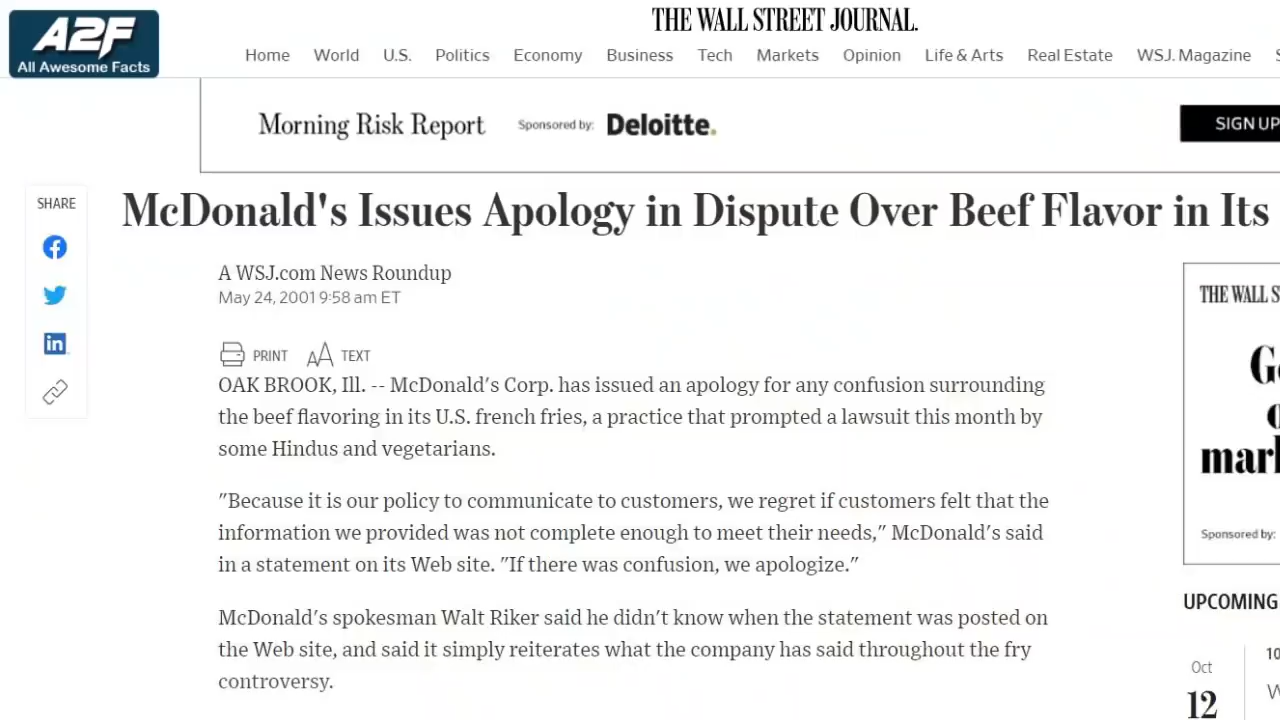 A2F
All Awesome Facts
THE WALL STREET JOURNAL.
Home World U.S. Politics Economy Business Tech Markets Opinion Life & Arts Real Estate WSJ. Magazine
Morning Risk Report Sponsored by: Deloitte. SIGN UP
SHARE
McDonald's Issues Apology in Dispute Over Beef Flavor in Its
A WSJ.com News Roundup
May 24, 2001 9:58 am ET
PRINT AA TEXT
OAK BROOK, Ill. -- McDonald's Corp. has issued an apology for any confusion surrounding
the beef flavoring in its U.S. french fries, a practice that prompted a lawsuit this month by
some Hindus and vegetarians.
"Because it is our policy to communicate to customers, we regret if customers felt that the
information we provided was not complete enough to meet their needs," McDonald's said
in a statement on its Web site. "If there was confusion, we apologize."
McDonald's spokesman Walt Riker said he didn't know when the statement was posted on
the Web site, and said it simply reiterates what the company has said throughout the fry
controversy.
THE WALL S
Sponsored by:
UPCOMING
Oct
12
10